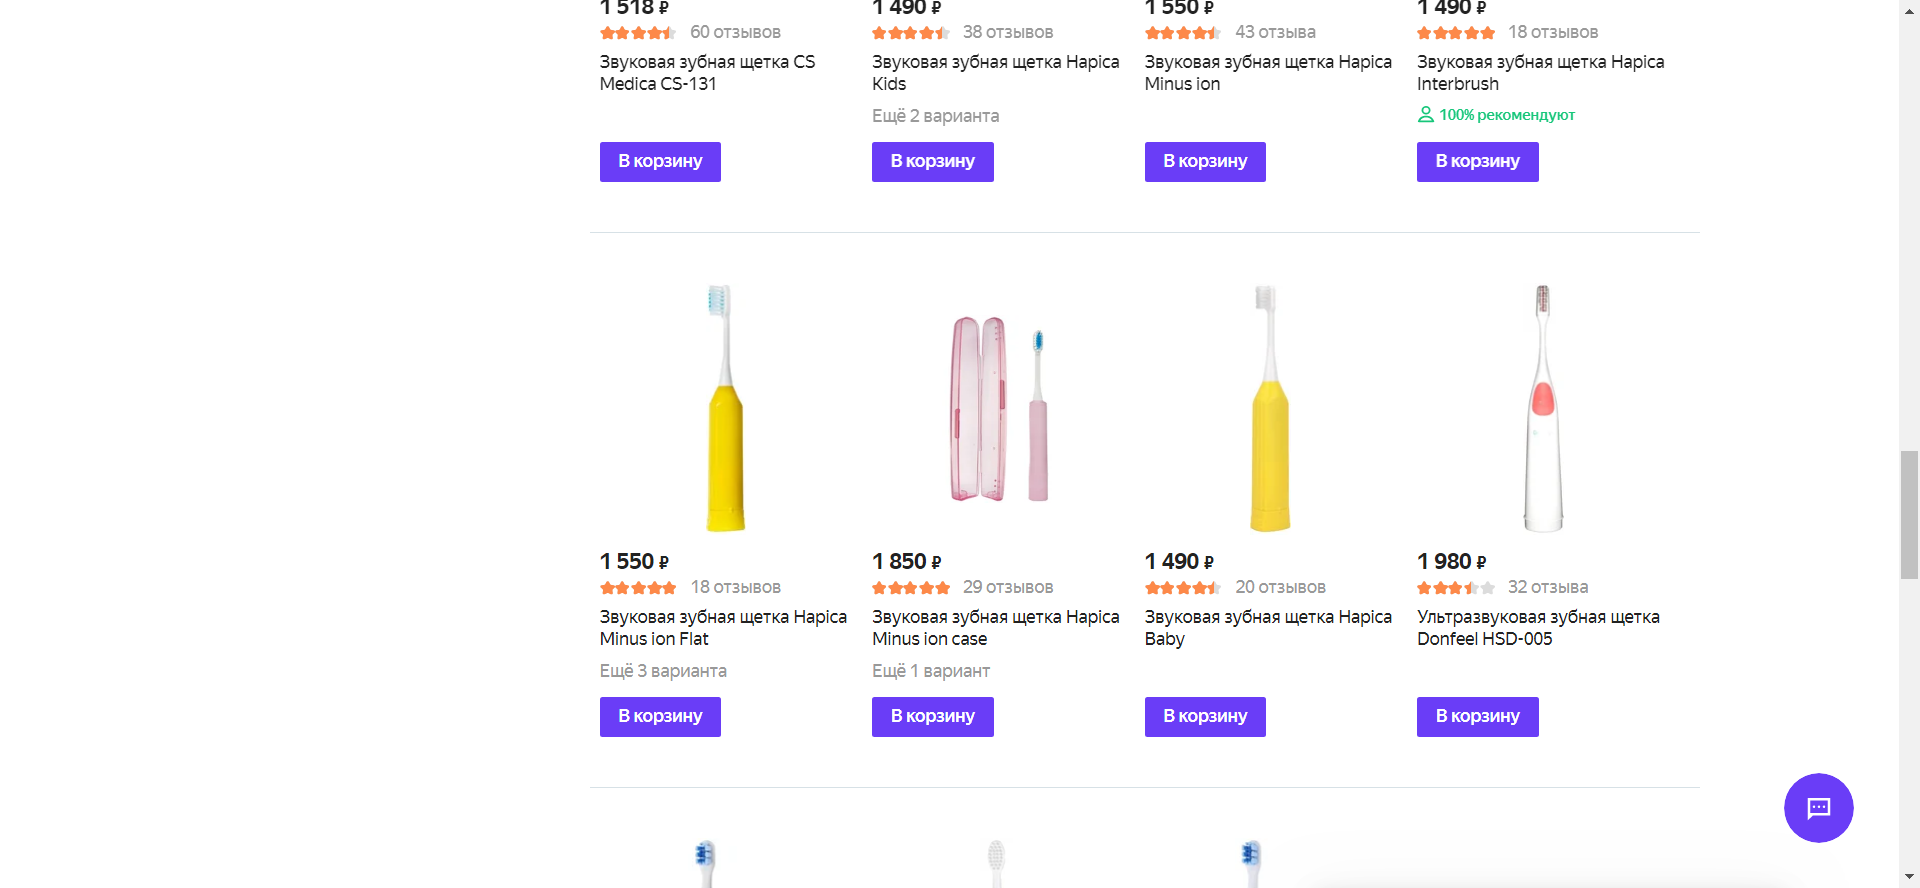 1 518 ₽
60 отзывов
Звуковая зубная щетка CS
Medica CS-131
В корзину
1 490 ₽
38 отзывов
Звуковая зубная щетка Hapica
Kids
Ещё 2 варианта
В корзину
1 550 ₽
43 отзыва
Звуковая зубная щетка Hapica
Minus ion
В корзину
1 490 ₽
18 отзывов
Звуковая зубная щетка Hapica
Interbrush
100% рекомендуют
В корзину
1 550 ₽
18 отзывов
Звуковая зубная щетка Hapica
Minus ion Flat
Ещё 3 варианта
В корзину
1 850 ₽
29 отзывов
Звуковая зубная щетка Hapica
Minus ion case
Ещё 1 вариант
В корзину
1 490 ₽
20 отзывов
Звуковая зубная щетка Hapica
Baby
В корзину
1 980 ₽
32 отзыва
Ультразвуковая зубная щетка
Donfeel HSD-005
В корзину